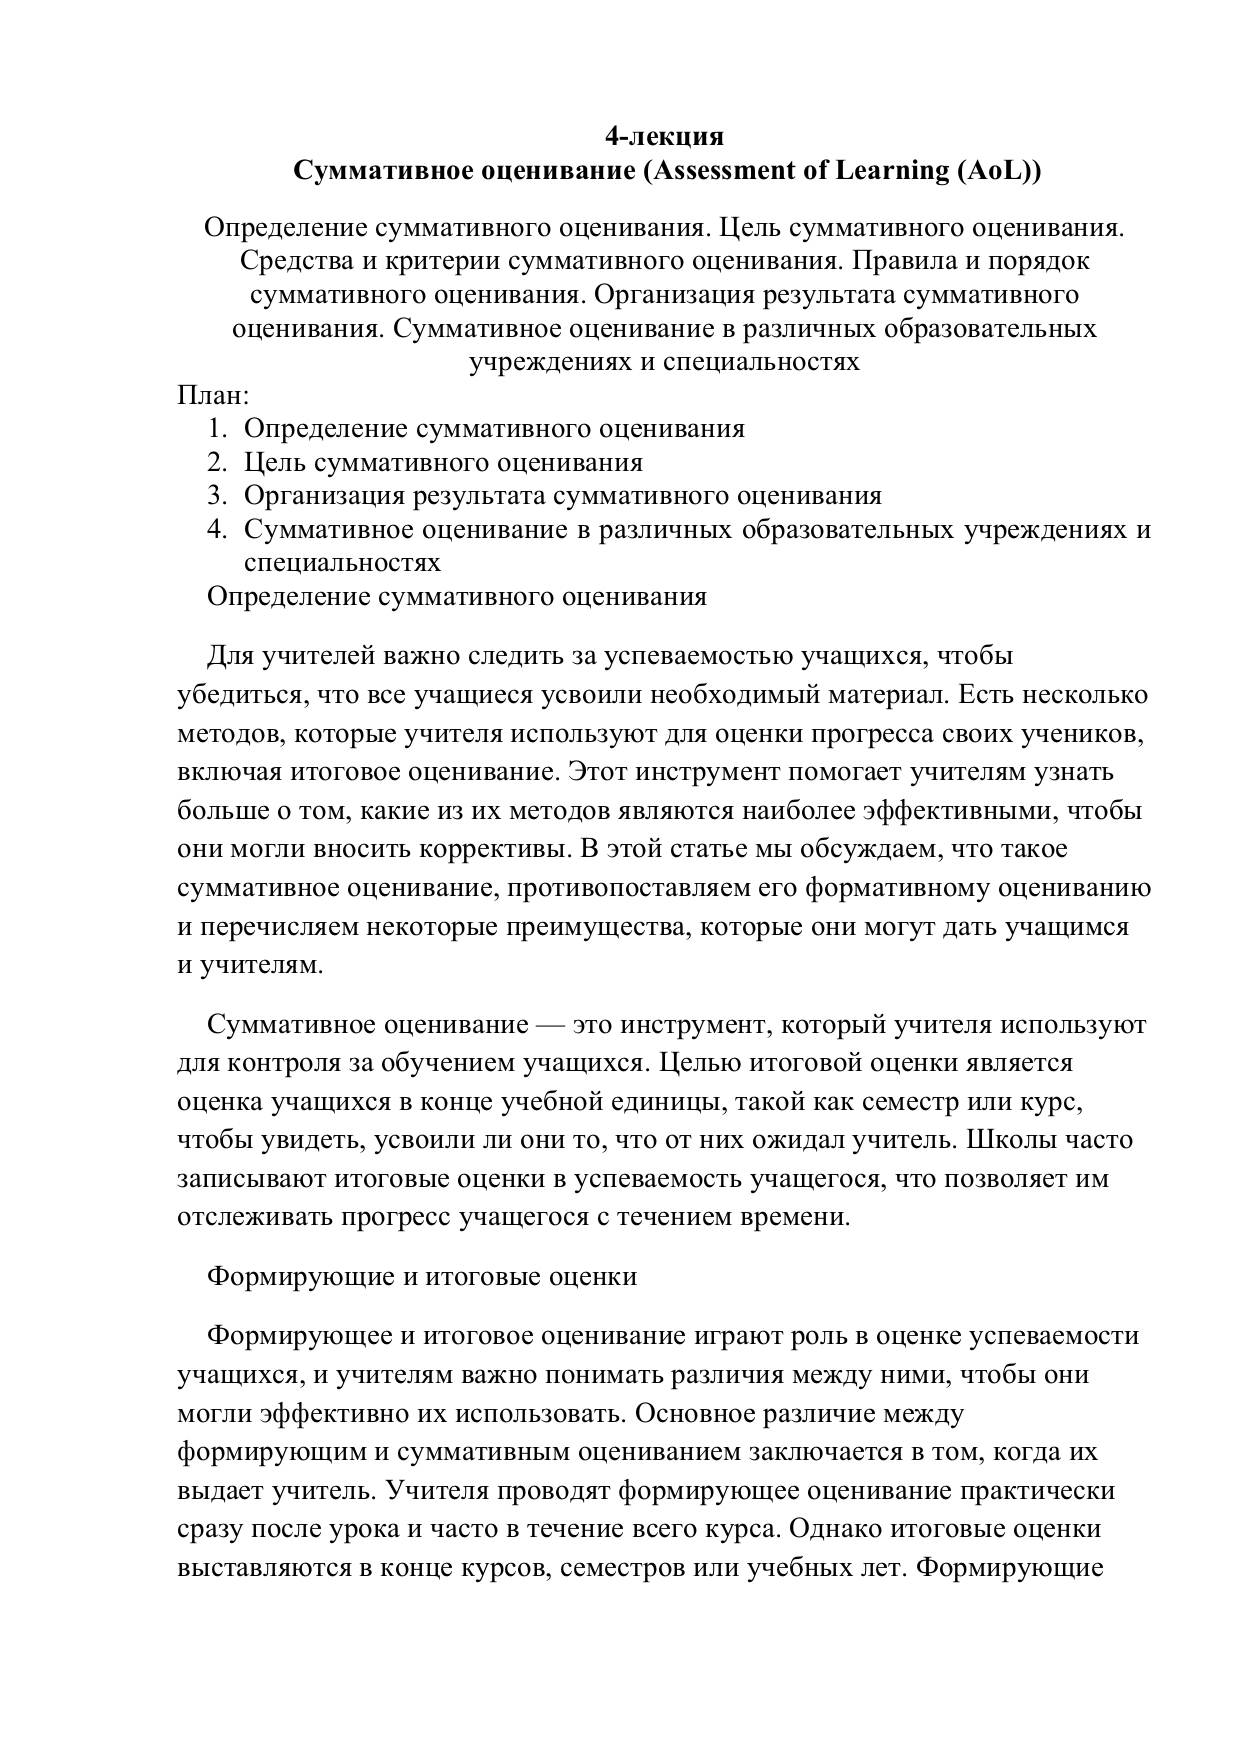 4-лекция
Суммативное оценивание (Assessment of Learning (AoL))
Определение суммативного оценивания. Цель суммативного оценивания.
Средства и критерии суммативного оценивания. Правила и порядок
суммативного оценивания. Организация результата суммативного
оценивания. Суммативное оценивание в различных образовательных
учреждениях и специальностях
План:
1. Определение суммативного оценивания
2. Цель суммативного оценивания
3. Организация результата суммативного оценивания
4. Суммативное оценивание в различных образовательных учреждениях и
специальностях
Определение суммативного оценивания
Для учителей важно следить за успеваемостью учащихся, чтобы
убедиться, что все учащиеся усвоили необходимый материал. Есть несколько
методов, которые учителя используют для оценки прогресса своих учеников,
включая итоговое оценивание. Этот инструмент помогает учителям узнать
больше о том, какие из их методов являются наиболее эффективными, чтобы
они могли вносить коррективы. В этой статье мы обсуждаем, что такое
суммативное оценивание, противопоставляем его формативному оцениванию
и перечисляем некоторые преимущества, которые они могут дать учащимся
и учителям.
Суммативное оценивание — это инструмент, который учителя используют
для контроля за обучением учащихся. Целью итоговой оценки является
оценка учащихся в конце учебной единицы, такой как семестр или курс,
чтобы увидеть, усвоили ли они то, что от них ожидал учитель. Школы часто
записывают итоговые оценки в успеваемость учащегося, что позволяет им
отслеживать прогресс учащегося с течением времени.
Формирующие и итоговые оценки
Формирующее и итоговое оценивание играют роль в оценке успеваемости
учащихся, и учителям важно понимать различия между ними, чтобы они
могли эффективно их использовать. Основное различие между
формирующим и суммативным оцениванием заключается в том, когда их
выдает учитель. Учителя проводят формирующее оценивание практически
сразу после урока и часто в течение всего курса. Однако итоговые оценки
выставляются в конце курсов, семестров или учебных лет. Формирующие